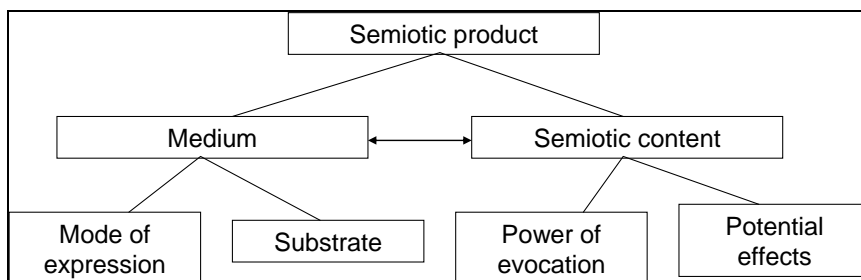 Semiotic product
Medium
Semiotic content
Mode of
expression
Substrate
Power of
evocation
Potential
effects